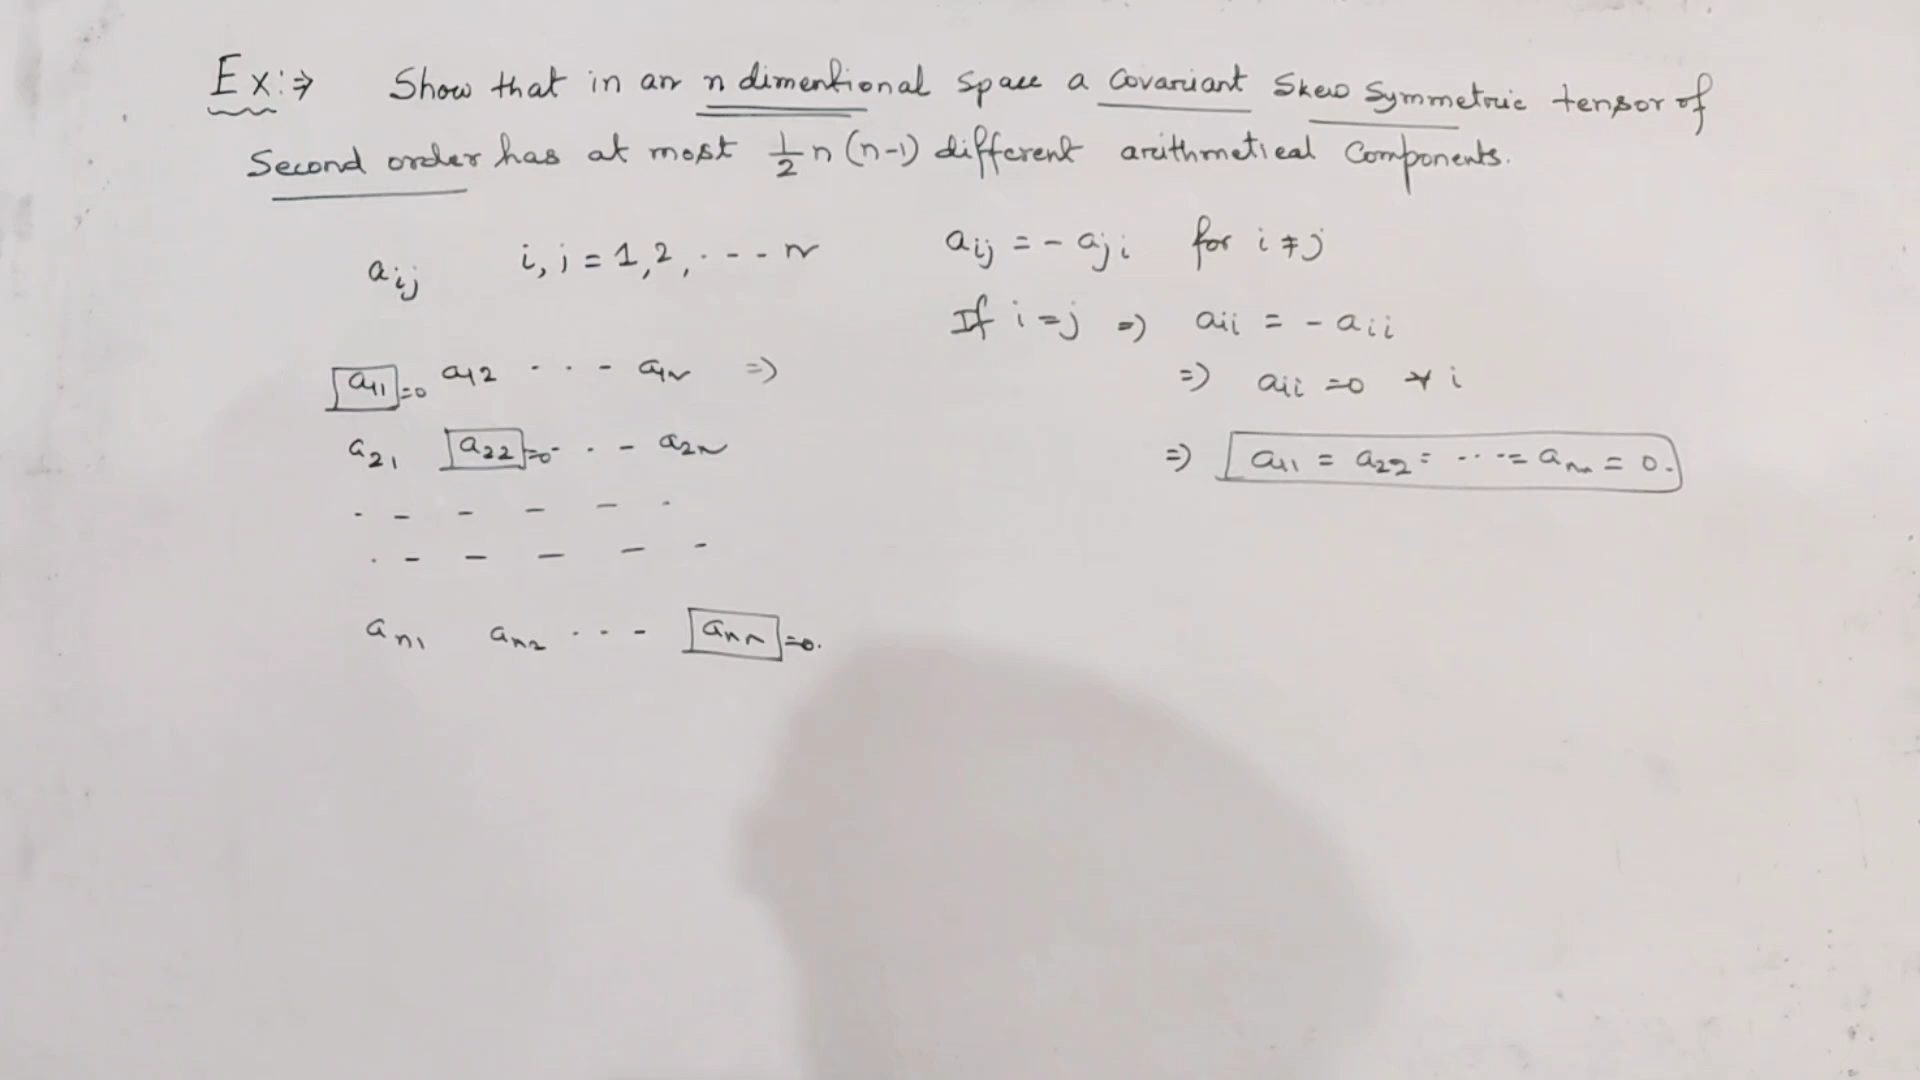 Ex:⇒ Show that in an n dimentional space a Covariant Skew Symmetric tensor of
Second order has at most 1/2 n (n-1) different arithmetical Components.
aij i, j = 1,2, ... n
a11 =0 a12 ... a1n ⇒
a21 a22 =0 ... a2n
an1 an2 ... ann =0.
aij = - aji for i ≠ j
If i = j ⇒ aii = - aii
⇒ aii = 0 ∀ i
⇒ a11 = a22 = ... = ann = 0.